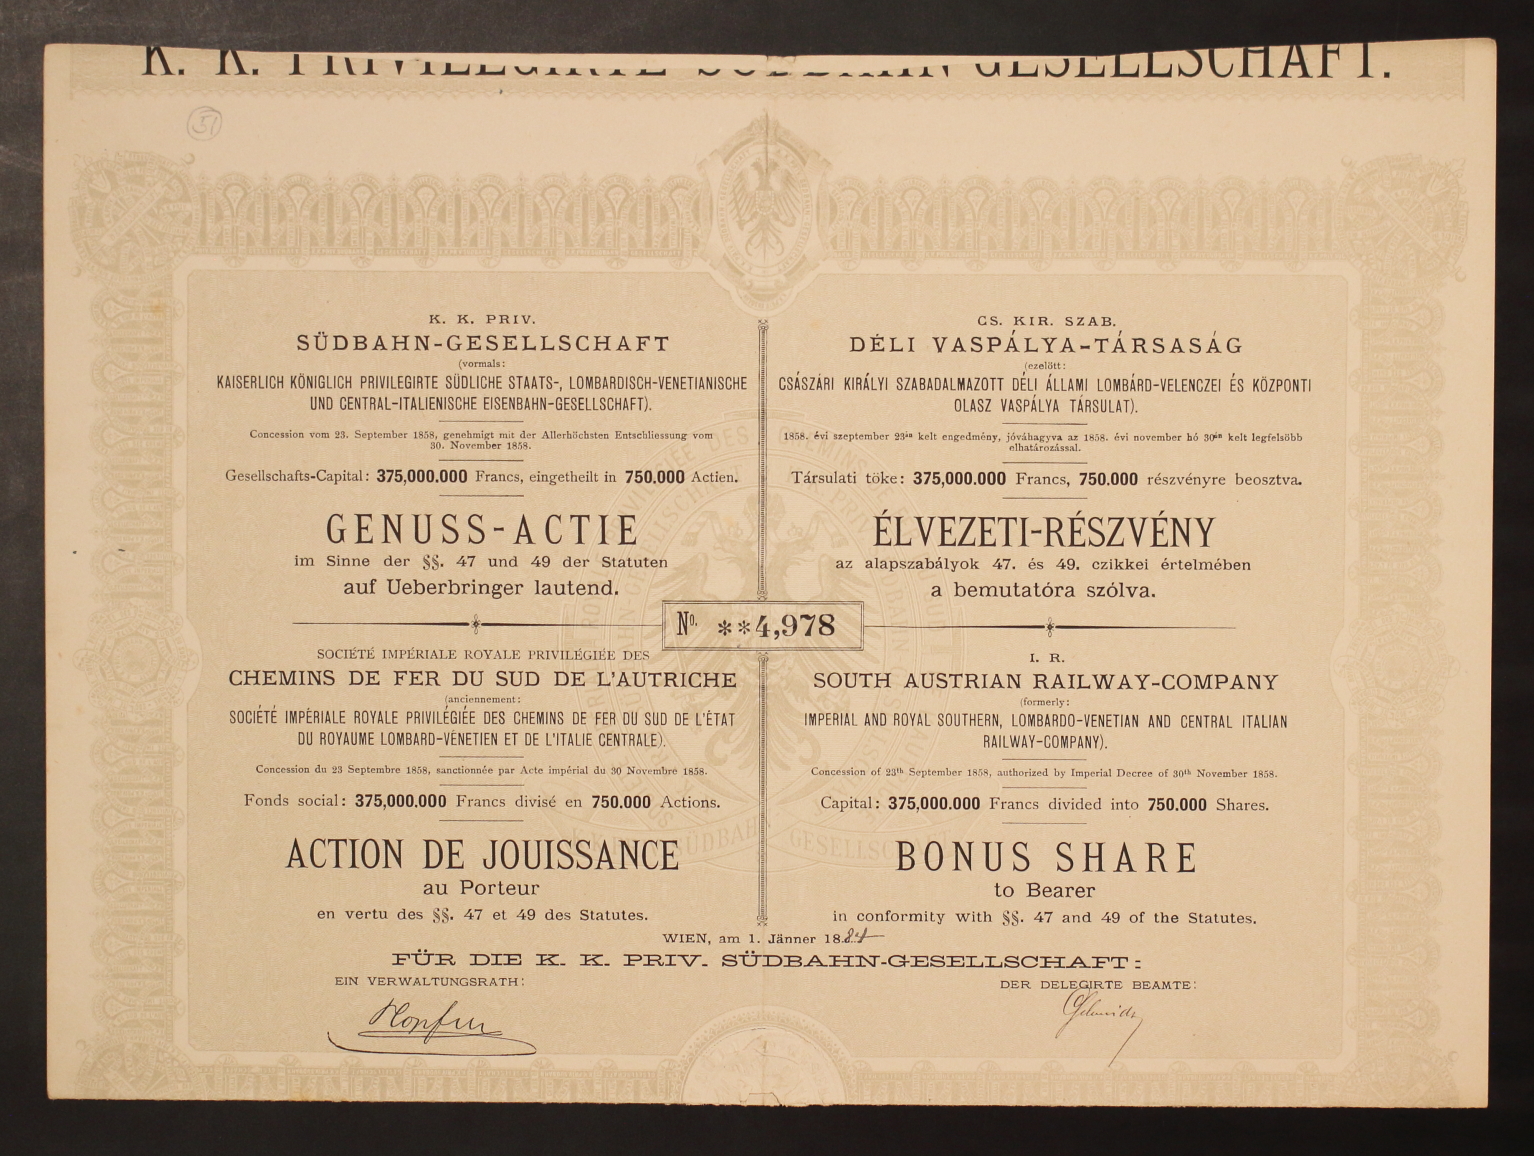 K. K. PRIVILEGIRTE SÜDBAHN GESELLSCHAFT.
51
K. K. PRIV.
SÜDBAHN-GESELLSCHAFT
(vormals:
KAISERLICH KÖNIGLICH PRIVILEGIRTE SÜDLICHE STAATS-, LOMBARDISCH-VENETIANISCHE
UND CENTRAL-ITALIENISCHE EISENBAHN-GESELLSCHAFT).
Concession vom 23. September 1858, genehmigt mit der Allerhöchsten Entschliessung vom
30. November 1858.
Gesellschafts-Capital: 375,000.000 Francs, eingetheilt in 750.000 Actien.
GENUSS-ACTIE
im Sinne der §§. 47 und 49 der Statuten
auf Ueberbringer lautend.
CS. KIR. SZAB.
DÉLI VASPÁLYA-TÁRSASÁG
(ezelött:
CSÁSZÁRI KIRÁLYI SZABADALMAZOTT DÉLI ÁLLAMI LOMBÁRD-VELENCZEI ÉS KÖZPONTI
OLASZ VASPÁLYA TÁRSULAT).
1858. évi szeptember 23án kelt engedmény, jóváhagyva az 1858. évi november hó 30án kelt legfelsöbb
elhatározással.
Társulati töke: 375,000.000 Francs, 750.000 részvényre beosztva.
ÉLVEZETI-RÉSZVÉNY
az alapszabályok 47. és 49. czikkei értelmében
a bemutatóra szólva.
No. **4,978
SOCIÉTÉ IMPÉRIALE ROYALE PRIVILÉGIÉE DES
CHEMINS DE FER DU SUD DE L'AUTRICHE
(anciennement:
SOCIÉTÉ IMPÉRIALE ROYALE PRIVILÉGIÉE DES CHEMINS DE FER DU SUD DE L'ÉTAT
DU ROYAUME LOMBARD-VÉNETIEN ET DE L'ITALIE CENTRALE).
Concession du 23 Septembre 1858, sanctionnée par Acte impérial du 30 Novembre 1858.
Fonds social: 375,000.000 Francs divisé en 750.000 Actions.
ACTION DE JOUISSANCE
au Porteur
en vertu des §§. 47 et 49 des Statutes.
I. R.
SOUTH AUSTRIAN RAILWAY-COMPANY
(formerly:
IMPERIAL AND ROYAL SOUTHERN, LOMBARDO-VENETIAN AND CENTRAL ITALIAN
RAILWAY-COMPANY).
Concession of 23th September 1858, authorized by Imperial Decree of 30th November 1858.
Capital: 375,000.000 Francs divided into 750.000 Shares.
BONUS SHARE
to Bearer
in conformity with §§. 47 and 49 of the Statutes.
WIEN, am 1. Jänner 1884
FÜR DIE K. K. PRIV. SÜDBAHN-GESELLSCHAFT:
EIN VERWALTUNGSRATH:
DER DELEGIRTE BEAMTE: